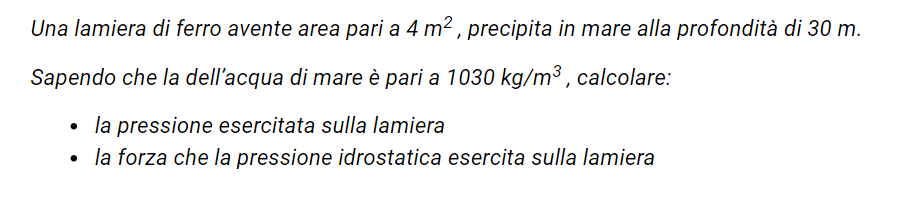 Una lamiera di ferro avente area pari a 4 m², precipita in mare alla profondità di 30 m.
Sapendo che la dell'acqua di mare è pari a 1030 kg/m³, calcolare:
• la pressione esercitata sulla lamiera
• la forza che la pressione idrostatica esercita sulla lamiera